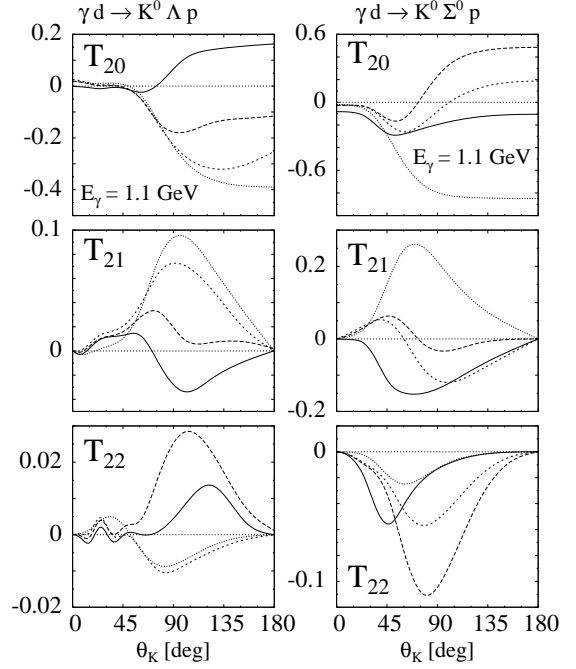 γ d → K⁰ Λ p
γ d → K⁰ Σ⁰ p
0.2
0
-0.2
-0.4
T₂₀
E_γ = 1.1 GeV
0.6
0
-0.6
T₂₀
E_γ = 1.1 GeV
0.1
0
T₂₁
0.2
0
-0.2
T₂₁
0.02
0
-0.02
T₂₂
0
-0.1
T₂₂
0 45 90 135 180
θ_K [deg]
0 45 90 135 180
θ_K [deg]